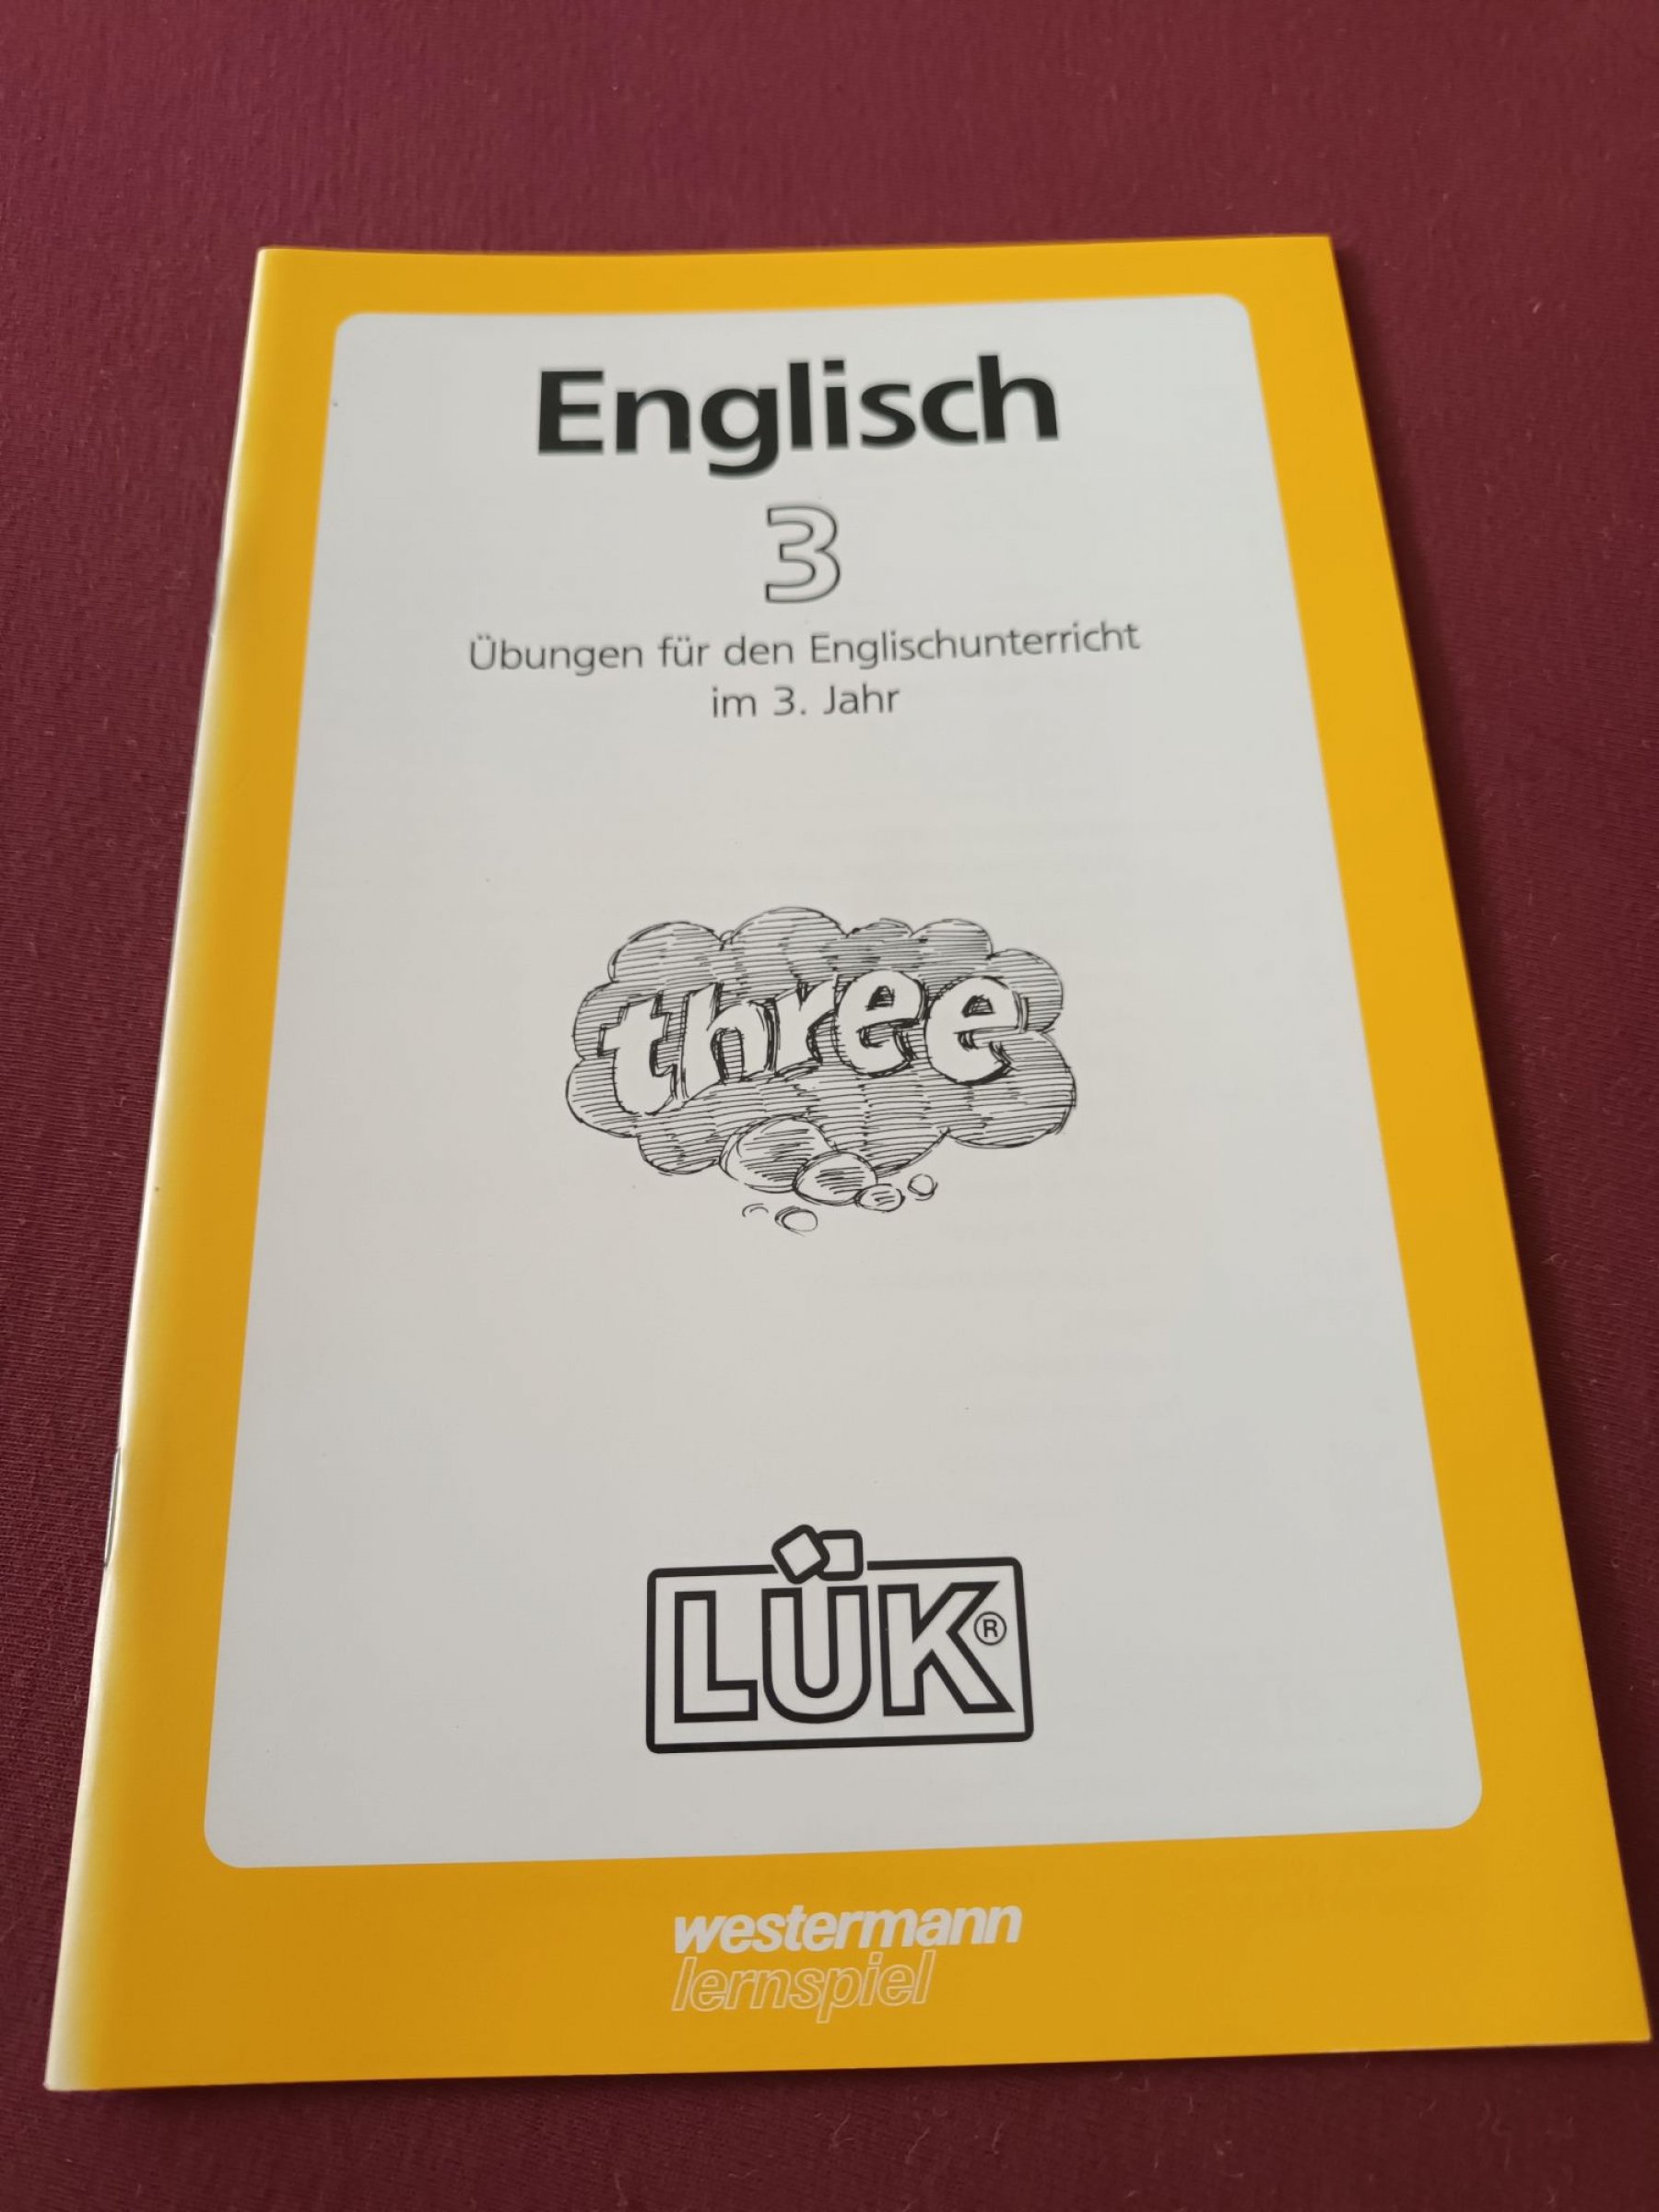 Englisch
3
Übungen für den Englischunterricht
im 3. Jahr
three
LÜK®
westermann
lernspiel